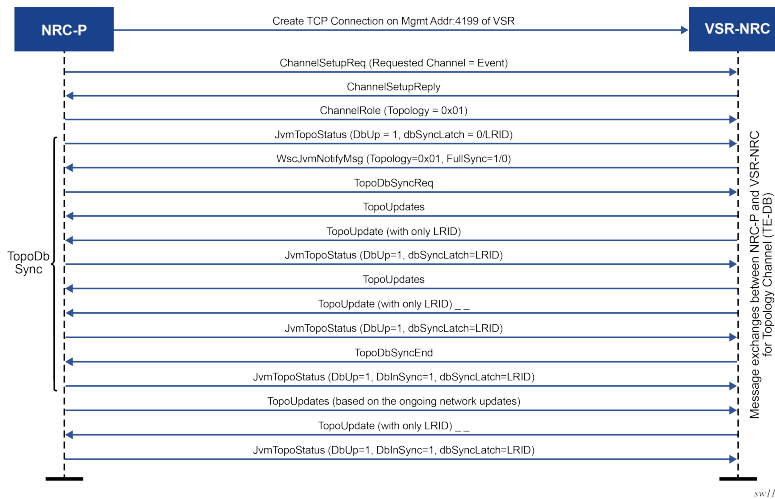 Create TCP Connection on Mgmt Addr:4199 of VSR
NRC-P
VSR-NRC
ChannelSetupReq (Requested Channel = Event)
ChannelSetupReply
ChannelRole (Topology = 0x01)
JvmTopoStatus (DbUp = 1, dbSyncLatch = 0/LRID)
WscJvmNotifyMsg (Topology=0x01, FullSync=1/0)
TopoDbSyncReq
TopoUpdates
TopoUpdate (with only LRID)
TopoDb
Sync
JvmTopoStatus (DbUp=1, dbSyncLatch=LRID)
TopoUpdates
TopoUpdate (with only LRID) _ _
JvmTopoStatus (DbUp=1, dbSyncLatch=LRID)
TopoDbSyncEnd
JvmTopoStatus (DbUp=1, DbInSync=1, dbSyncLatch=LRID)
TopoUpdates (based on the ongoing network updates)
TopoUpdate (with only LRID) _ _
JvmTopoStatus (DbUp=1, DbInSync=1, dbSyncLatch=LRID)
Message exchanges between NRC-P and VSR-NRC
for Topology Channel (TE-DB)
sw11